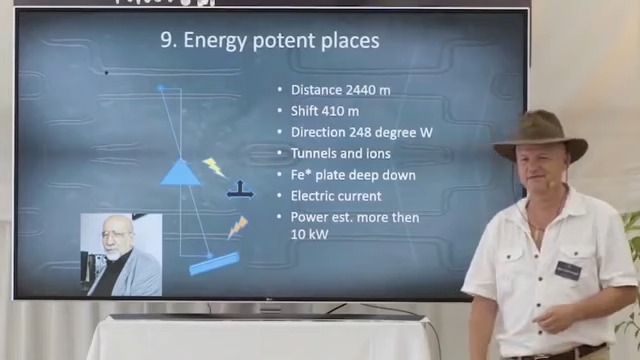 9. Energy potent places
• Distance 2440 m
• Shift 410 m
• Direction 248 degree W
• Tunnels and ions
• Fe* plate deep down
• Electric current
• Power est. more then
10 kW